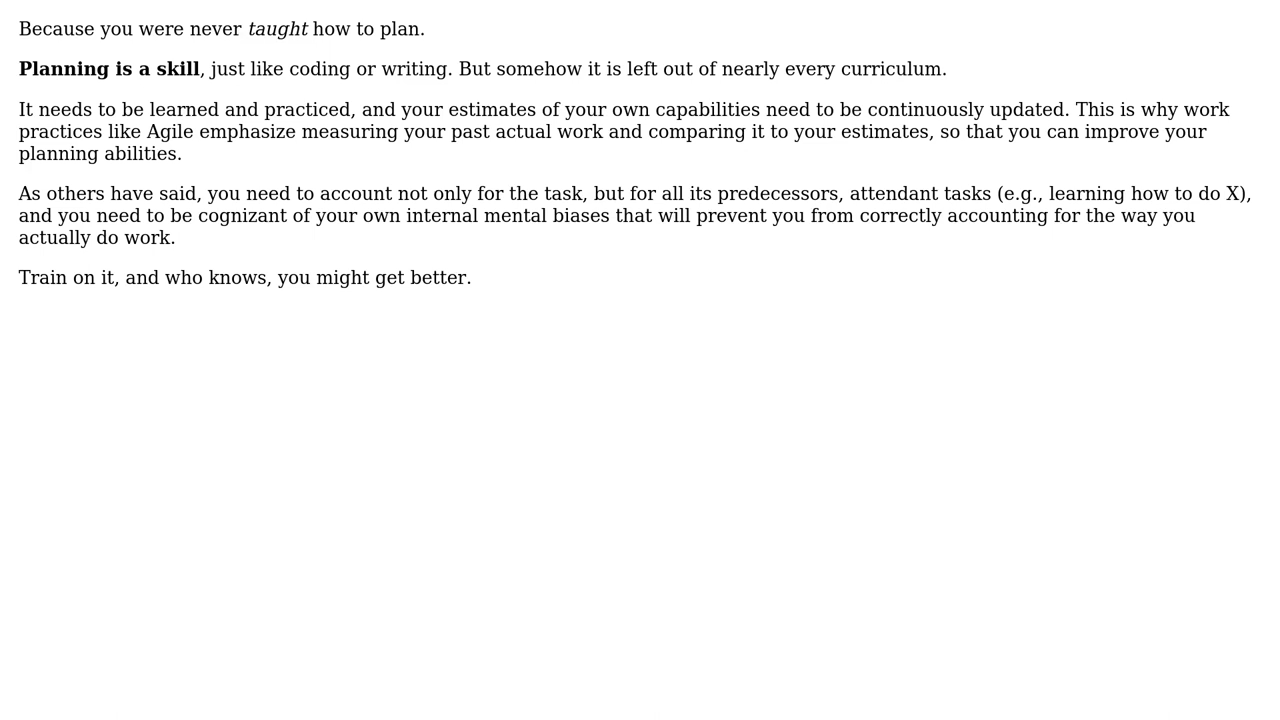 Because you were never taught how to plan.
Planning is a skill, just like coding or writing. But somehow it is left out of nearly every curriculum.
It needs to be learned and practiced, and your estimates of your own capabilities need to be continuously updated. This is why work
practices like Agile emphasize measuring your past actual work and comparing it to your estimates, so that you can improve your
planning abilities.
As others have said, you need to account not only for the task, but for all its predecessors, attendant tasks (e.g., learning how to do X),
and you need to be cognizant of your own internal mental biases that will prevent you from correctly accounting for the way you
actually do work.
Train on it, and who knows, you might get better.